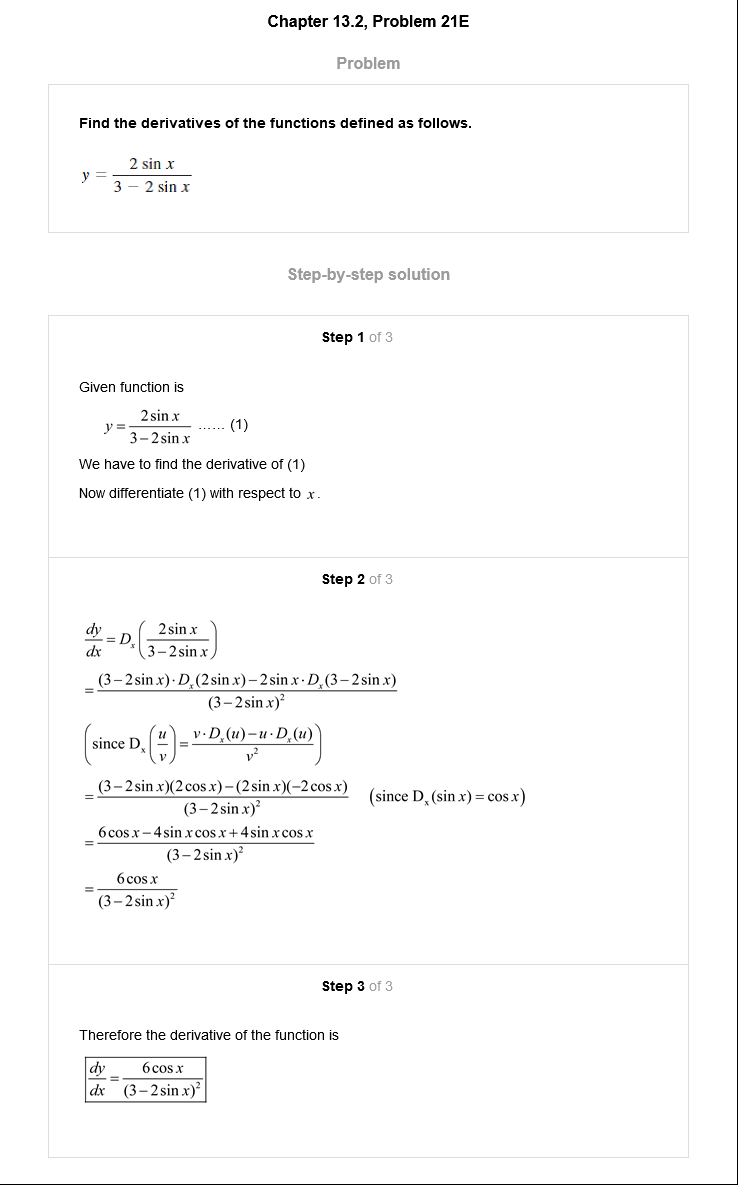 Chapter 13.2, Problem 21E
Problem
Find the derivatives of the functions defined as follows.
y = \frac{2 \sin x}{3 - 2 \sin x}
Step-by-step solution
Step 1 of 3
Given function is
y = \frac{2 \sin x}{3 - 2 \sin x} ...... (1)
We have to find the derivative of (1)
Now differentiate (1) with respect to x.
Step 2 of 3
\frac{dy}{dx} = D_x \left( \frac{2 \sin x}{3 - 2 \sin x} \right)
= \frac{(3 - 2 \sin x) \cdot D_x (2 \sin x) - 2 \sin x \cdot D_x (3 - 2 \sin x)}{(3 - 2 \sin x)^2}
\left( since D_x \left( \frac{u}{v} \right) = \frac{v \cdot D_x (u) - u \cdot D_x (u)}{v^2} \right)
= \frac{(3 - 2 \sin x)(2 \cos x) - (2 \sin x)(-2 \cos x)}{(3 - 2 \sin x)^2} (since D_x (\sin x) = \cos x)
= \frac{6 \cos x - 4 \sin x \cos x + 4 \sin x \cos x}{(3 - 2 \sin x)^2}
= \frac{6 \cos x}{(3 - 2 \sin x)^2}
Step 3 of 3
Therefore the derivative of the function is
\frac{dy}{dx} = \frac{6 \cos x}{(3 - 2 \sin x)^2}